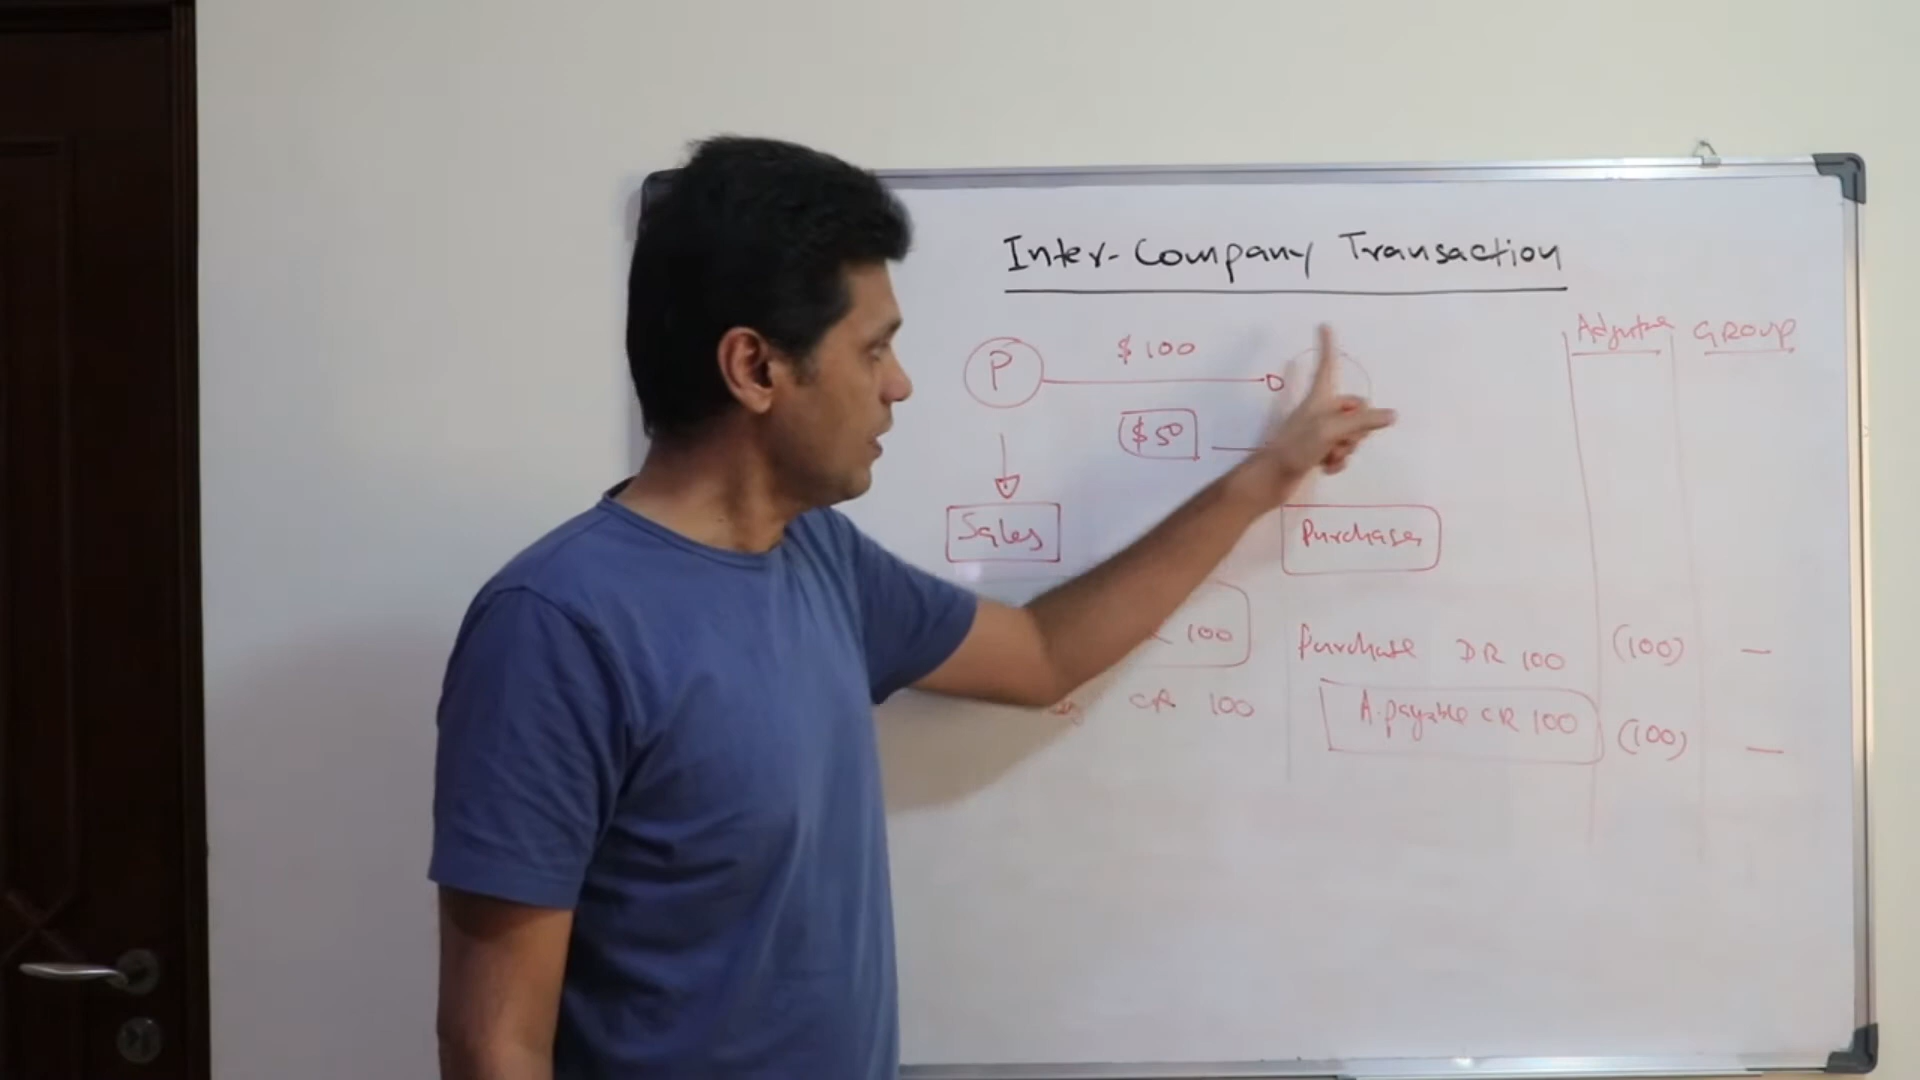 Inter-Company Transaction
Adjutme GROUP
P $100
$50
Sales Purchases
100 Purchase DR 100 (100) —
CR 100 A.payable CR 100 (100) —